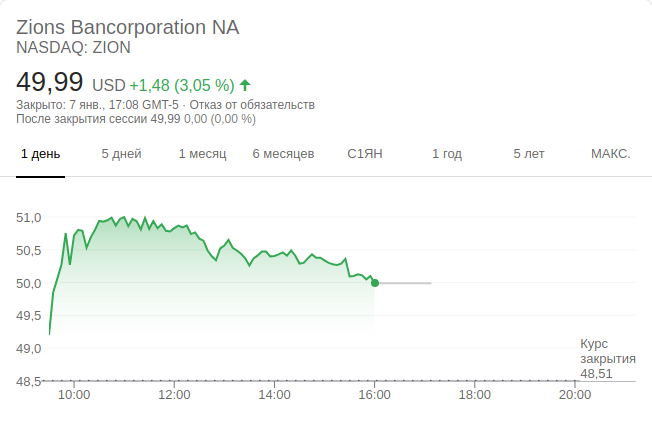 Zions Bancorporation NA
NASDAQ: ZION
49,99 USD +1,48 (3,05 %)
Закрыто: 7 янв., 17:08 GMT-5 · Отказ от обязательств
После закрытия сессии 49,99 0,00 (0,00 %)
1 день 5 дней 1 месяц 6 месяцев С1ЯН 1 год 5 лет МАКС.
51,0
50,5
50,0
49,5
49,0
48,5
Курс
закрытия
48,51
10:00 12:00 14:00 16:00 18:00 20:00